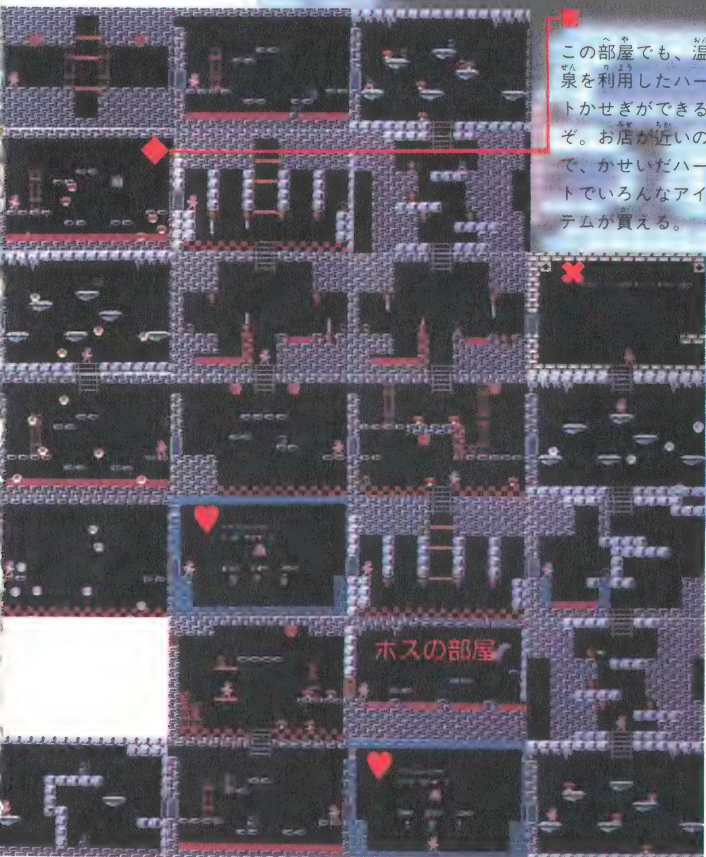 この部屋でも、温
泉を利用したハー
トかせぎができる
ぞ。お店が近いの
で、かせいだハー
トでいろんなアイ
テムが買える。
ボスの部屋